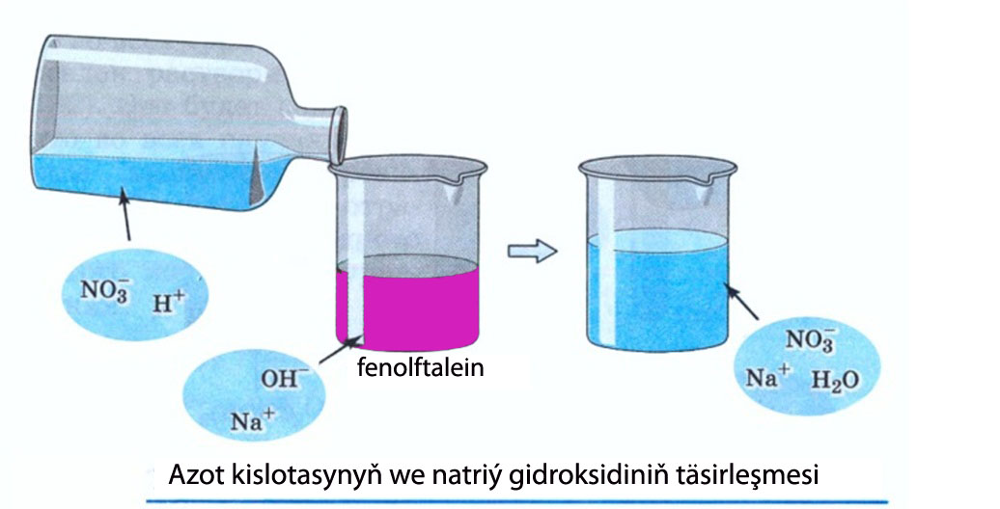 NO₃⁻ H⁺
OH⁻
Na⁺
fenolftalein
NO₃⁻
Na⁺ H₂O
Azot kislotasynyň we natriý gidroksidiniň täsirleşmesi